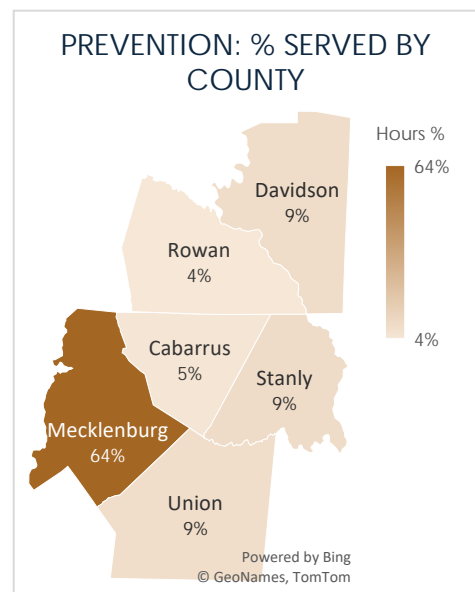 PREVENTION: % SERVED BY
COUNTY
Hours %
64%
4%
Davidson
9%
Rowan
4%
Cabarrus
5%
Stanly
9%
Mecklenburg
64%
Union
9%
Powered by Bing
© GeoNames, TomTom